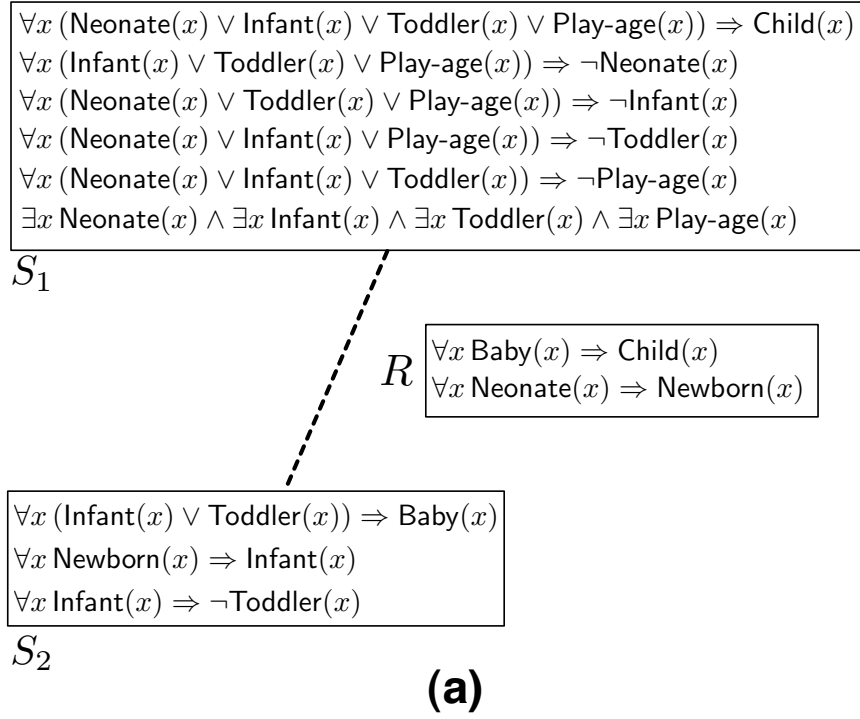 ∀x (Neonate(x) ∨ Infant(x) ∨ Toddler(x) ∨ Play-age(x)) ⇒ Child(x)
∀x (Infant(x) ∨ Toddler(x) ∨ Play-age(x)) ⇒ ¬Neonate(x)
∀x (Neonate(x) ∨ Toddler(x) ∨ Play-age(x)) ⇒ ¬Infant(x)
∀x (Neonate(x) ∨ Infant(x) ∨ Play-age(x)) ⇒ ¬Toddler(x)
∀x (Neonate(x) ∨ Infant(x) ∨ Toddler(x)) ⇒ ¬Play-age(x)
∃x Neonate(x) ∧ ∃x Infant(x) ∧ ∃x Toddler(x) ∧ ∃x Play-age(x)
S₁
R
∀x Baby(x) ⇒ Child(x)
∀x Neonate(x) ⇒ Newborn(x)
∀x (Infant(x) ∨ Toddler(x)) ⇒ Baby(x)
∀x Newborn(x) ⇒ Infant(x)
∀x Infant(x) ⇒ ¬Toddler(x)
S₂
(a)